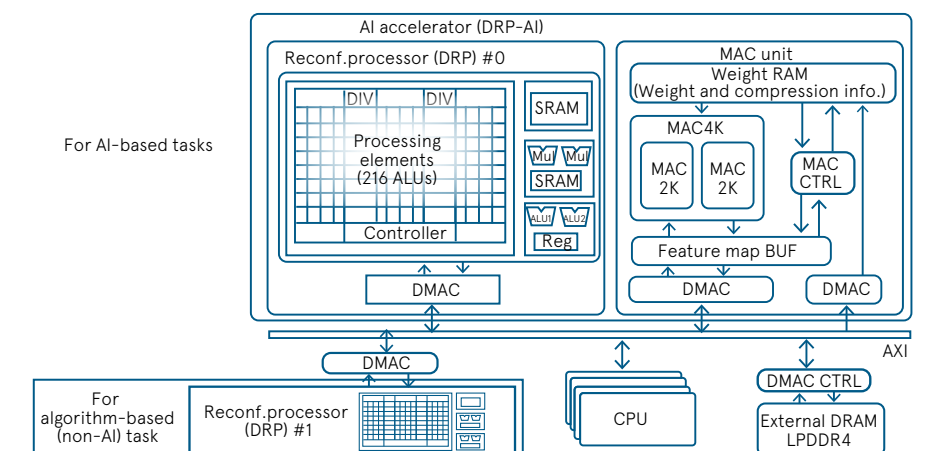 AI accelerator (DRP-AI)
Reconf.processor (DRP) #0
MAC unit
Weight RAM
(Weight and compression info.)
DIV
DIV
SRAM
For AI-based tasks
Processing
elements
(216 ALUs)
Mul
Mul
SRAM
MAC4K
MAC
2K
MAC
2K
MAC
CTRL
ALU1
ALU2
Reg
Controller
Feature map BUF
DMAC
DMAC
DMAC
AXI
DMAC
DMAC CTRL
For
algorithm-based
(non-AI) task
Reconf.processor
(DRP) #1
CPU
External DRAM
LPDDR4